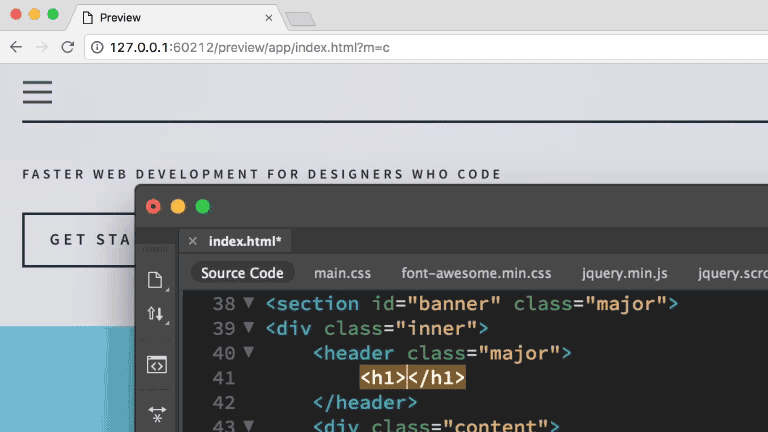 Preview
127.0.0.1:60212/preview/app/index.html?m=c
FASTER WEB DEVELOPMENT FOR DESIGNERS WHO CODE
GET STA
index.html*
Source Code main.css font-awesome.min.css jquery.min.js jquery.scro
38 <section id="banner" class="major">
39 <div class="inner">
40 <header class="major">
41 <h1></h1>
42 </header>
43 <div class="content">